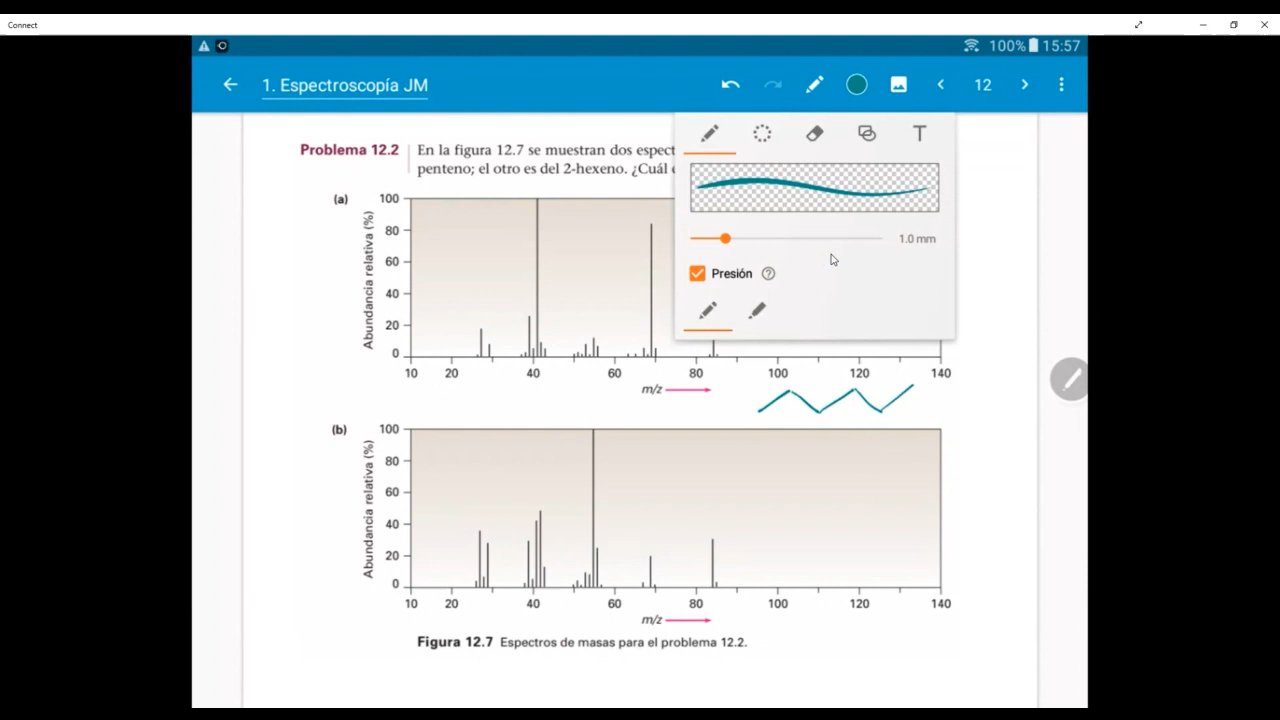 Connect
100% 15:57
1. Espectroscopía JM
12
T
Problema 12.2 En la figura 12.7 se muestran dos espect
penteno; el otro es del 2-hexeno. ¿Cuál
1.0 mm
Presión ?
(a)
Abundancia relativa (%)
100
80
60
40
20
0
10 20 40 60 80 100 120 140
m/z
(b)
Abundancia relativa (%)
100
80
60
40
20
0
10 20 40 60 80 100 120 140
m/z
Figura 12.7 Espectros de masas para el problema 12.2.